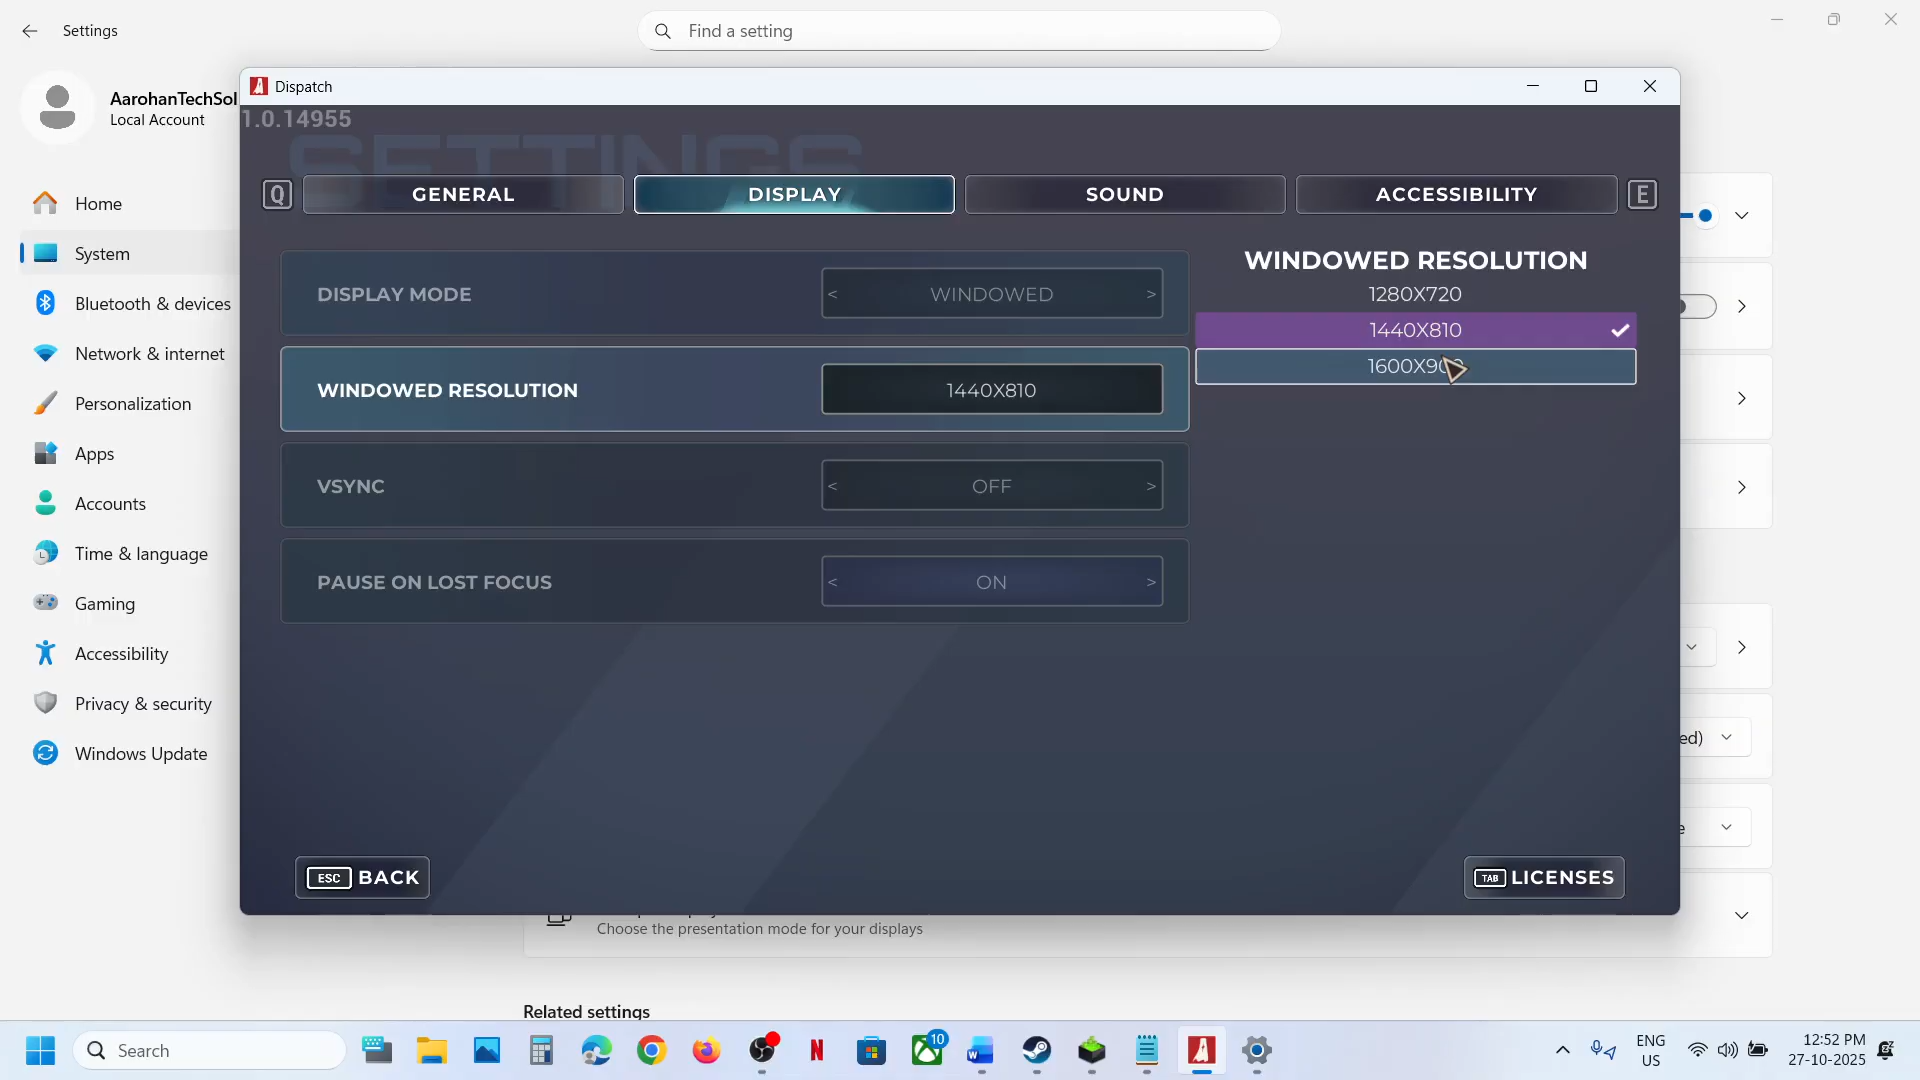 Settings
Find a setting
AarohanTechSol
Local Account
Dispatch
1.0.14955
SETTINGS
Q
GENERAL
DISPLAY
SOUND
ACCESSIBILITY
E
Home
System
Bluetooth & devices
Network & internet
Personalization
Apps
Accounts
Time & language
Gaming
Accessibility
Privacy & security
Windows Update
DISPLAY MODE
< WINDOWED >
WINDOWED RESOLUTION
1440X810
VSYNC
< OFF >
PAUSE ON LOST FOCUS
< ON >
WINDOWED RESOLUTION
1280X720
1440X810
1600X900
ed)
e
ESC BACK
TAB LICENSES
Choose the presentation mode for your displays
Related settings
Search
10
ENG
US
12:52 PM
27-10-2025